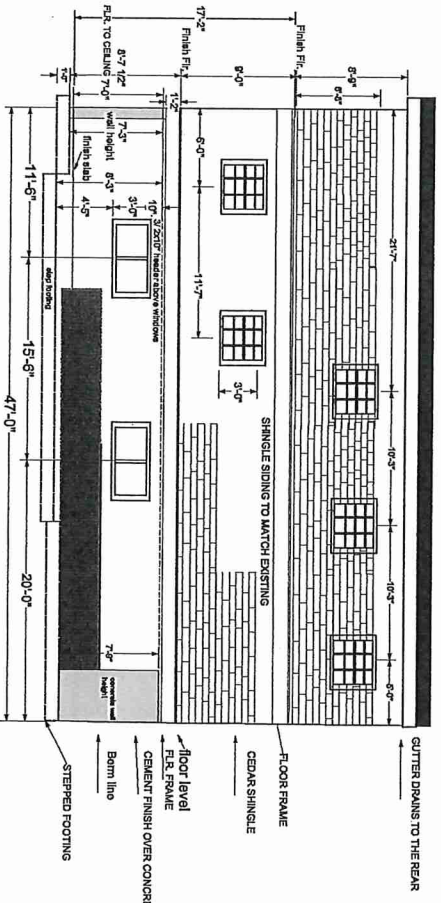 GUTTER DRAINS TO THE REAR
8'-9"
21'-7"
10'-3"
10'-3"
5'-0"
Finish Flr.
FLOOR FRAME
17'-2"
9'-0"
SHINGLE SIDING TO MATCH EXISTING
6'-0"
11'-7"
3'-0"
CEDAR SHINGLE
Finish Flr.
floor level
FLR. FRAME
1'-2"
10"
3/ 2x10" header above windows
CEMENT FINISH OVER CONCRE
8'-7 1/2"
FLR. TO CEILING 7'-0"
7'-3"
wall height
8'-3"
3'-0"
4'-5"
7'-9"
concrete wall height
Berm line
finish slab
1'-0"
step footing
STEPPED FOOTING
11'-6"
15'-6"
20'-0"
47'-0"